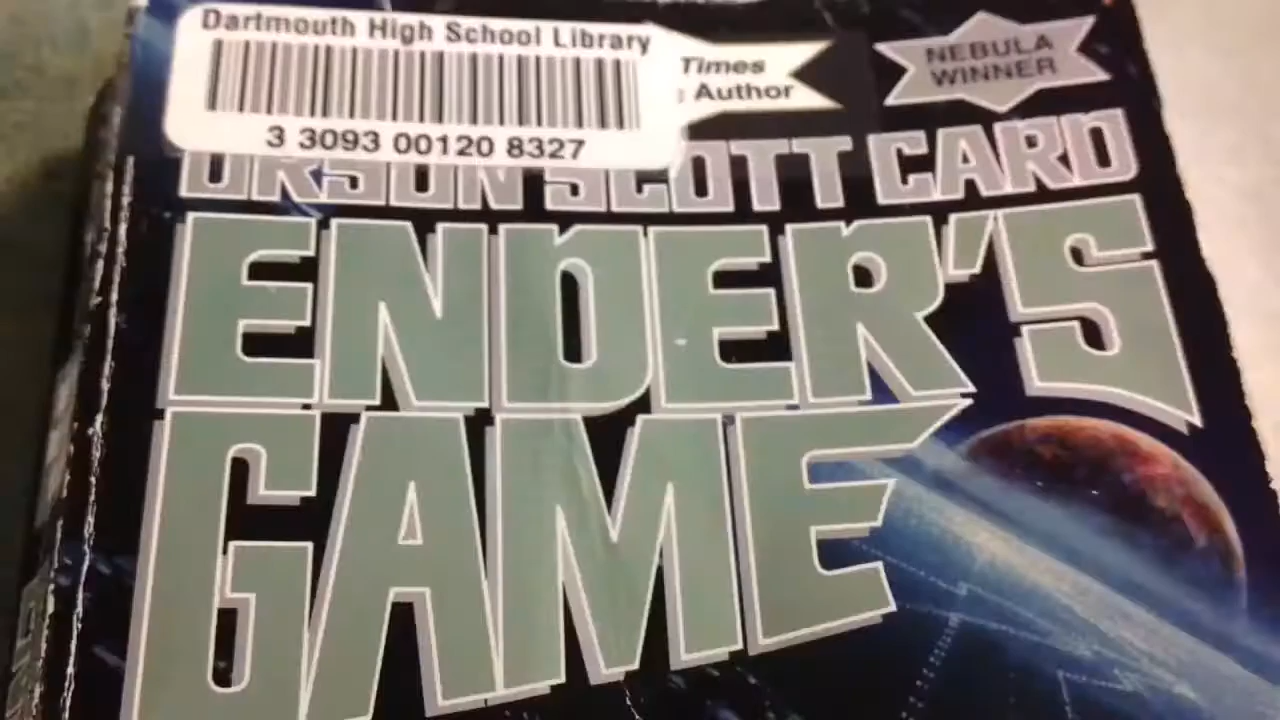 Dartmouth High School Library
3 3093 00120 8327
Times
Author
NEBULA
WINNER
ORSON SCOTT CARD
ENDER'S
GAME